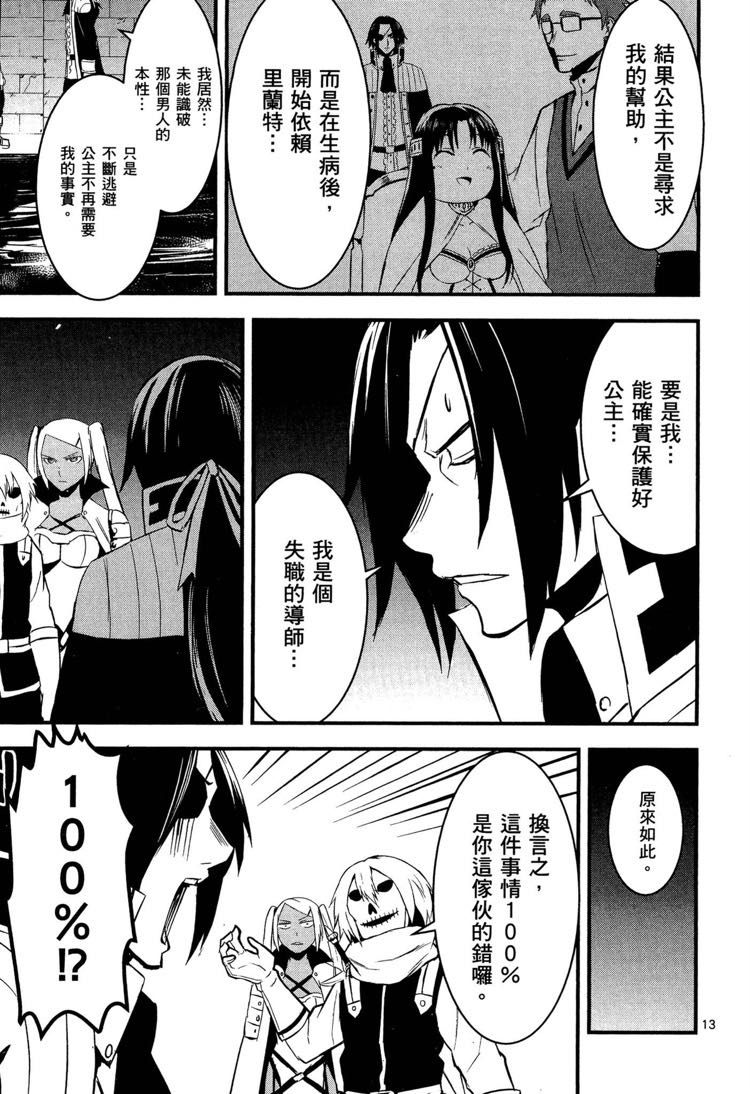 結果公主不是尋求
我的幫助，
而是在生病後，
開始依賴
里蘭特…
我居然…
未能識破
那個男人的
本性…
只是
不斷逃避
公主不再需要
我的事實。
要是我…
能確實保護好
公主…
我是個
失職的導師…
原來如此。
換言之，
這件事情100%
是你這傢伙的錯囉。
100%!?
13